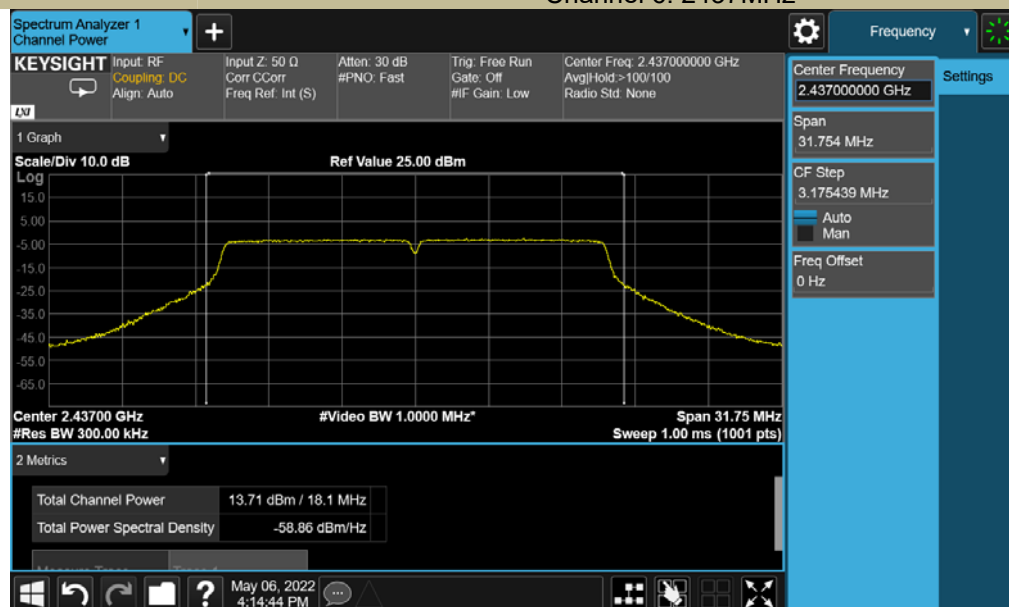 Spectrum Analyzer 1
Channel Power
+
Frequency
KEYSIGHT
LXI
Input: RF
Coupling: DC
Align: Auto
Input Z: 50 Ω
Corr CCorr
Freq Ref: Int (S)
Atten: 30 dB
#PNO: Fast
Trig: Free Run
Gate: Off
#IF Gain: Low
Center Freq: 2.437000000 GHz
Avg|Hold:>100/100
Radio Std: None
1 Graph
Scale/Div 10.0 dB
Ref Value 25.00 dBm
Log
15.0
5.00
-5.00
-15.0
-25.0
-35.0
-45.0
-55.0
-65.0
Center 2.43700 GHz
#Video BW 1.0000 MHz*
Span 31.75 MHz
#Res BW 300.00 kHz
Sweep 1.00 ms (1001 pts)
2 Metrics
Total Channel Power 13.71 dBm / 18.1 MHz
Total Power Spectral Density -58.86 dBm/Hz
?
May 06, 2022
4:14:44 PM
Center Frequency
2.437000000 GHz
Settings
Span
31.754 MHz
CF Step
3.175439 MHz
Auto
Man
Freq Offset
0 Hz